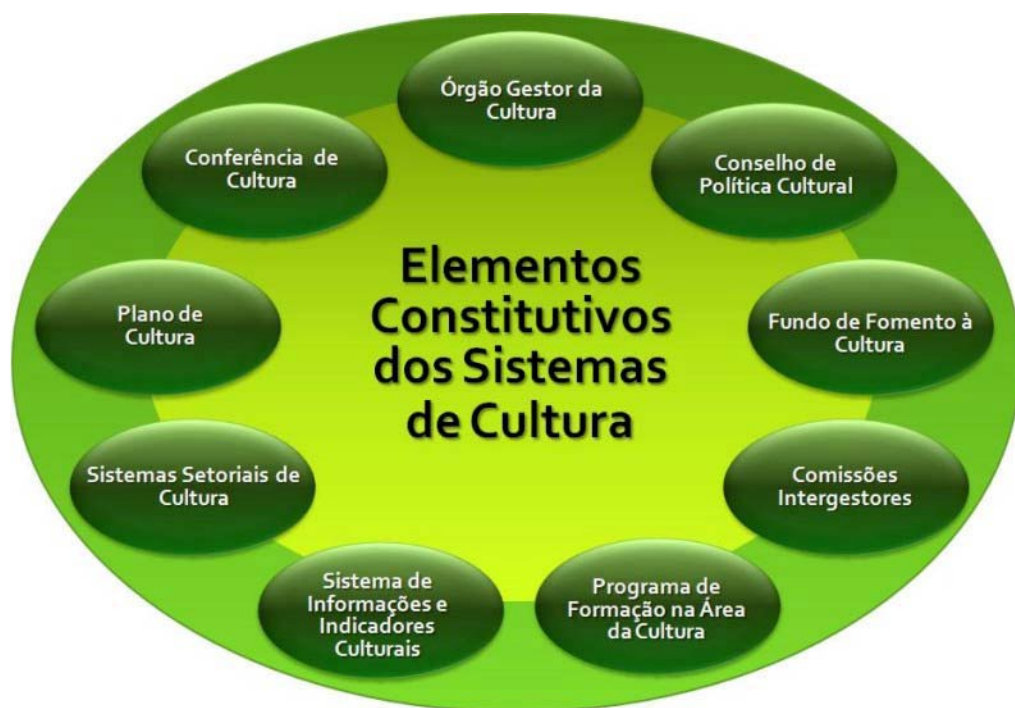 Órgão Gestor da
Cultura
Conferência de
Cultura
Conselho de
Política Cultural
Elementos
Constitutivos
dos Sistemas
de Cultura
Plano de
Cultura
Fundo de Fomento à
Cultura
Sistemas Setoriais de
Cultura
Comissões
Intergestores
Sistema de
Informações e
Indicadores
Culturais
Programa de
Formação na Área
da Cultura